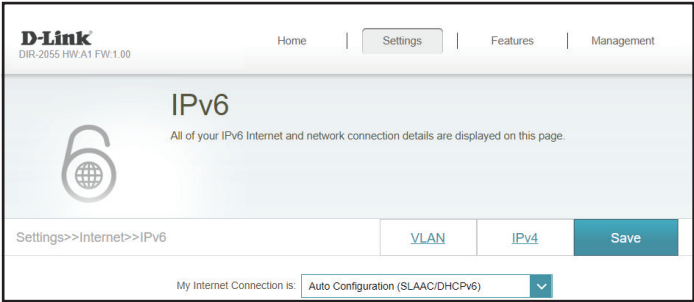 D-Link
DIR-2055 HW:A1 FW:1.00
Home
Settings
Features
Management
IPv6
All of your IPv6 Internet and network connection details are displayed on this page.
Settings>>Internet>>IPv6
VLAN
IPv4
Save
My Internet Connection is: Auto Configuration (SLAAC/DHCPv6)